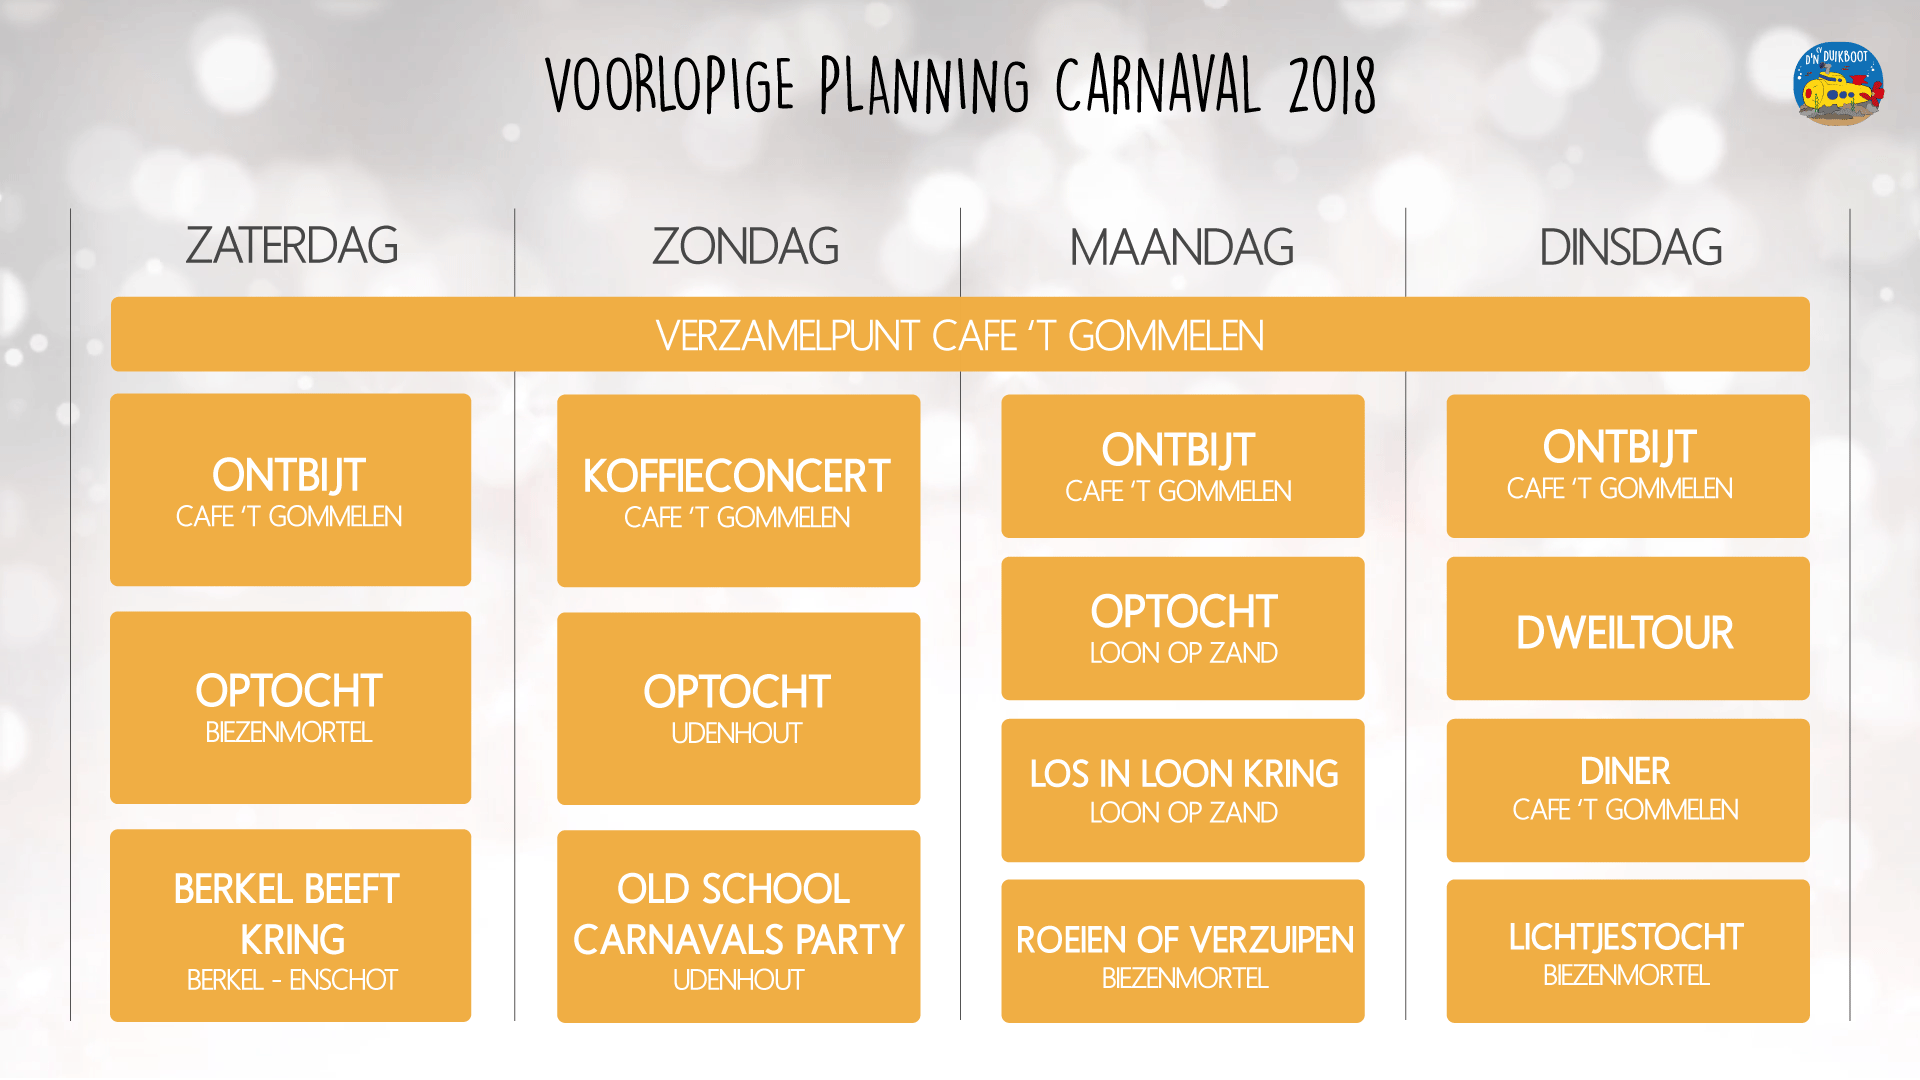 VOORLOPIGE PLANNING CARNAVAL 2018
CV
D'N DUIKBOOT
ZATERDAG
ZONDAG
MAANDAG
DINSDAG
VERZAMELPUNT CAFE ‘T GOMMELEN
ONTBIJT
CAFE ‘T GOMMELEN
OPTOCHT
BIEZENMORTEL
BERKEL BEEFT
KRING
BERKEL - ENSCHOT
KOFFIECONCERT
CAFE ‘T GOMMELEN
OPTOCHT
UDENHOUT
OLD SCHOOL
CARNAVALS PARTY
UDENHOUT
ONTBIJT
CAFE ‘T GOMMELEN
OPTOCHT
LOON OP ZAND
LOS IN LOON KRING
LOON OP ZAND
ROEIEN OF VERZUIPEN
BIEZENMORTEL
ONTBIJT
CAFE ‘T GOMMELEN
DWEILTOUR
DINER
CAFE ‘T GOMMELEN
LICHTJESTOCHT
BIEZENMORTEL